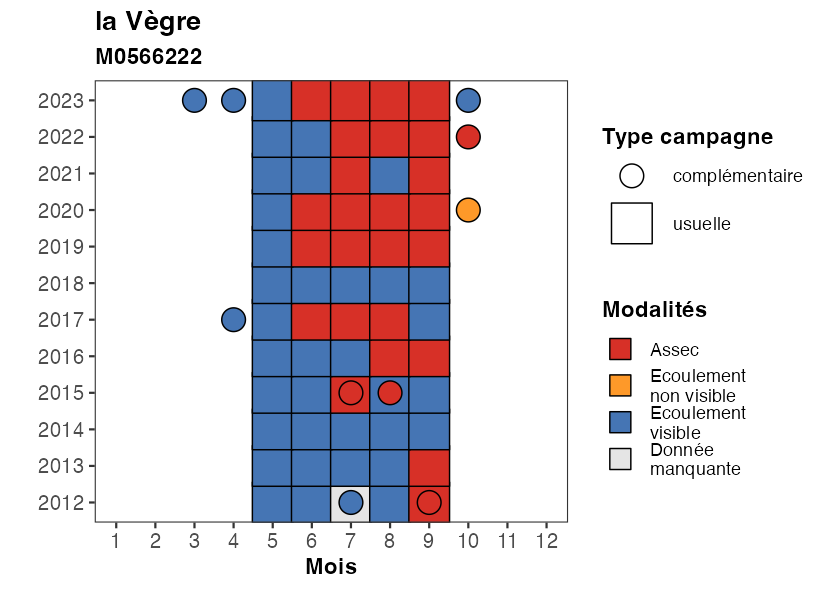 la Vègre
M0566222
2023
2022
2021
2020
2019
2018
2017
2016
2015
2014
2013
2012
1 2 3 4 5 6 7 8 9 10 11 12
Mois
Type campagne
complémentaire
usuelle
Modalités
Assec
Ecoulement
non visible
Ecoulement
visible
Donnée
manquante